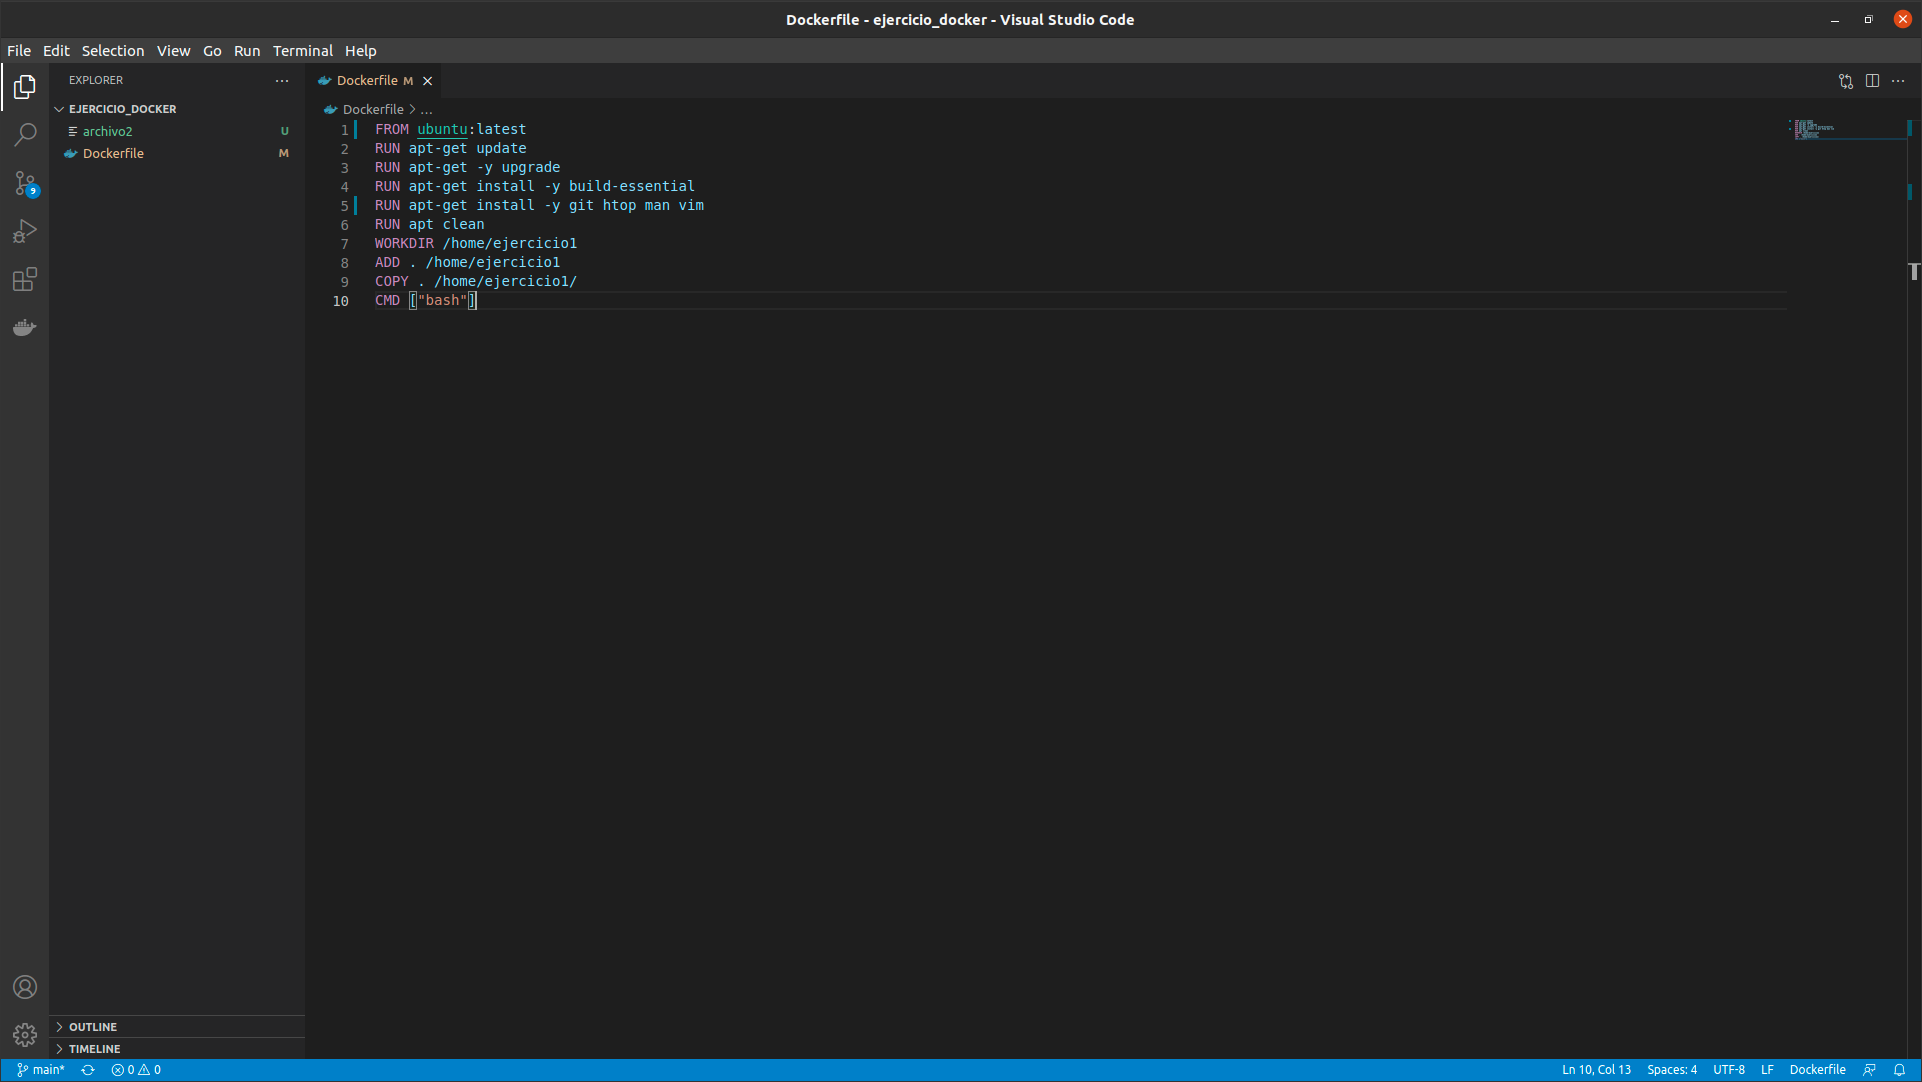 Dockerfile - ejercicio_docker - Visual Studio Code
File Edit Selection View Go Run Terminal Help
EXPLORER ...
Dockerfile M
EJERCICIO_DOCKER
archivo2 U
Dockerfile M
9
Dockerfile > ...
1 FROM ubuntu:latest
2 RUN apt-get update
3 RUN apt-get -y upgrade
4 RUN apt-get install -y build-essential
5 RUN apt-get install -y git htop man vim
6 RUN apt clean
7 WORKDIR /home/ejercicio1
8 ADD . /home/ejercicio1
9 COPY . /home/ejercicio1/
10 CMD ["bash"]
OUTLINE
TIMELINE
main* 0 0 Ln 10, Col 13 Spaces: 4 UTF-8 LF Dockerfile